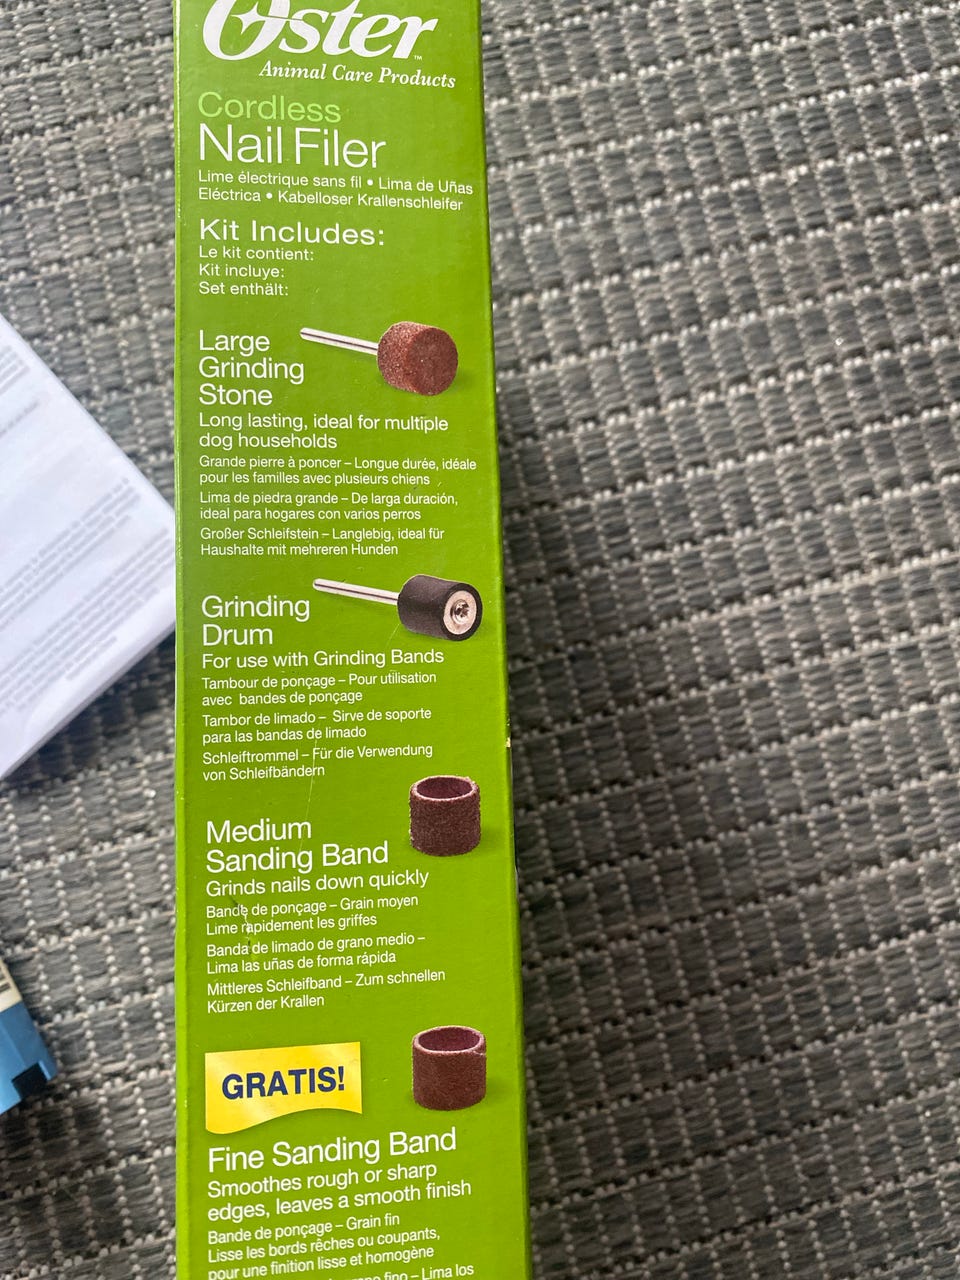 Oster™
Animal Care Products
Cordless
Nail Filer
Lime électrique sans fil • Lima de Uñas
Eléctrica • Kabelloser Krallenschleifer
Kit Includes:
Le kit contient:
Kit incluye:
Set enthält:
Large
Grinding
Stone
Long lasting, ideal for multiple
dog households
Grande pierre à poncer – Longue durée, idéale
pour les familles avec plusieurs chiens
Lima de piedra grande – De larga duración,
ideal para hogares con varios perros
Großer Schleifstein – Langlebig, ideal für
Haushalte mit mehreren Hunden
Grinding
Drum
For use with Grinding Bands
Tambour de ponçage – Pour utilisation
avec bandes de ponçage
Tambor de limado – Sirve de soporte
para las bandas de limado
Schleiftrommel – Für die Verwendung
von Schleifbändern
Medium
Sanding Band
Grinds nails down quickly
Bande de ponçage – Grain moyen
Lime rapidement les griffes
Banda de limado de grano medio –
Lima las uñas de forma rápida
Mittleres Schleifband – Zum schnellen
Kürzen der Krallen
GRATIS!
Fine Sanding Band
Smoothes rough or sharp
edges, leaves a smooth finish
Bande de ponçage – Grain fin
Lisse les bords rêches ou coupants,
pour une finition lisse et homogène
fino – Lima los